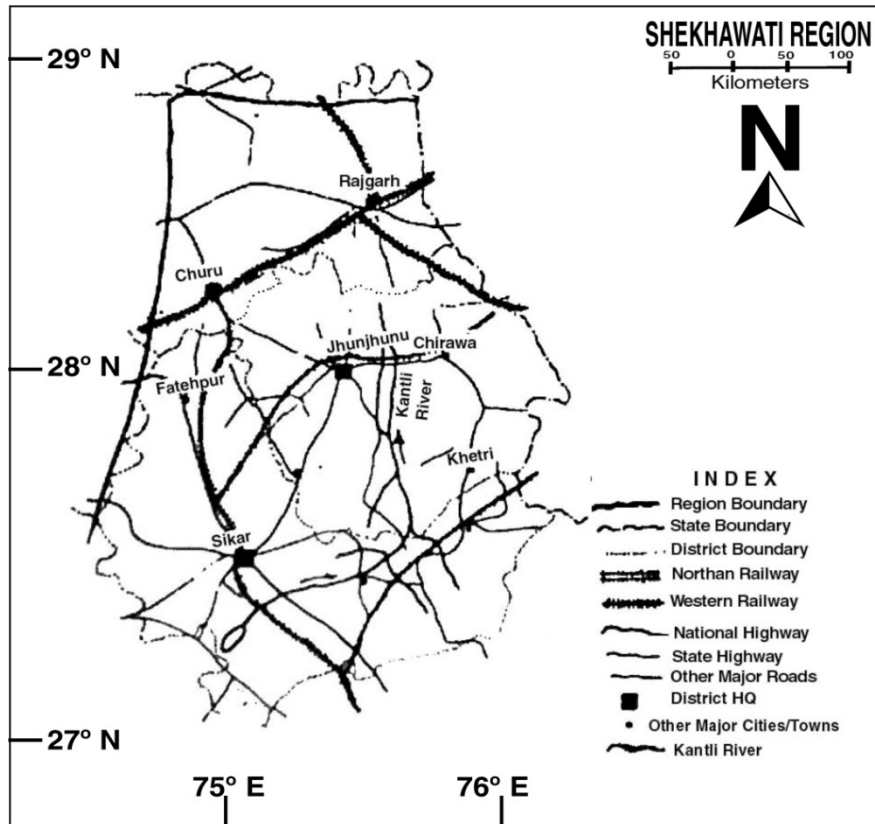 SHEKHAWATI REGION
50 0 50 100
Kilometers
N
29° N
Rajgarh
Churu
Jhunjhunu
Chirawa
28° N
Fatehpur
Kantli
River
Khetri
Sikar
INDEX
Region Boundary
State Boundary
District Boundary
Northan Railway
Western Railway
National Highway
State Highway
Other Major Roads
District HQ
Other Major Cities/Towns
Kantli River
27° N
75° E
76° E